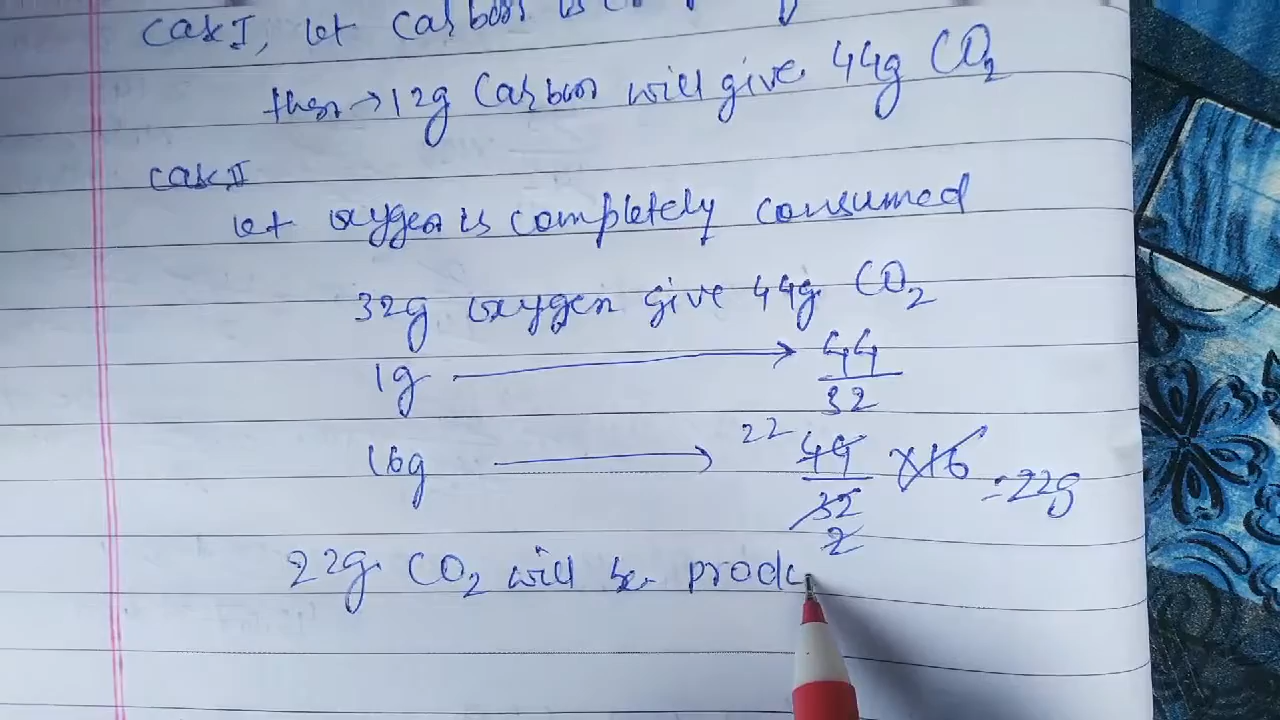 Case I, let Carbon is
then → 12g Carbon will give 44g CO₂
Case II
let oxygen is completely consumed
32g oxygen give 44g CO₂
1g → 44/32
16g → 22 44/32 2 × 16 = 22g
22g CO₂ will be produ